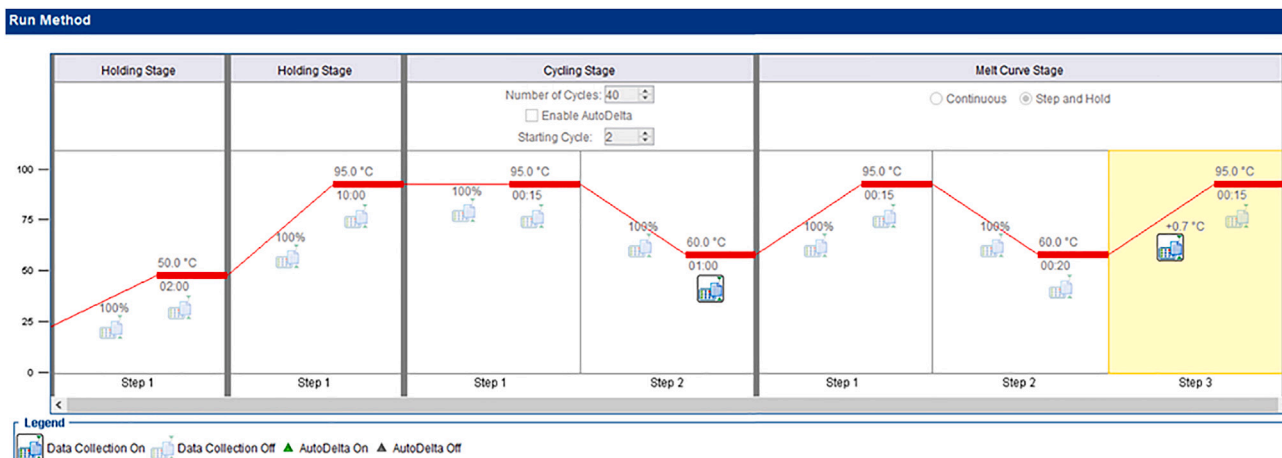 Run Method
Holding Stage
Holding Stage
Cycling Stage
Melt Curve Stage
Number of Cycles: 40
Enable AutoDelta
Starting Cycle: 2
Continuous Step and Hold
100
75
50
25
0
50.0 °C
02:00
100%
Step 1
95.0 °C
10:00
100%
Step 1
95.0 °C
100%
00:15
Step 1
100%
60.0 °C
01:00
Step 2
95.0 °C
00:15
100%
Step 1
100%
60.0 °C
00:20
Step 2
95.0 °C
00:15
+0.7 °C
Step 3
Legend
Data Collection On Data Collection Off AutoDelta On AutoDelta Off